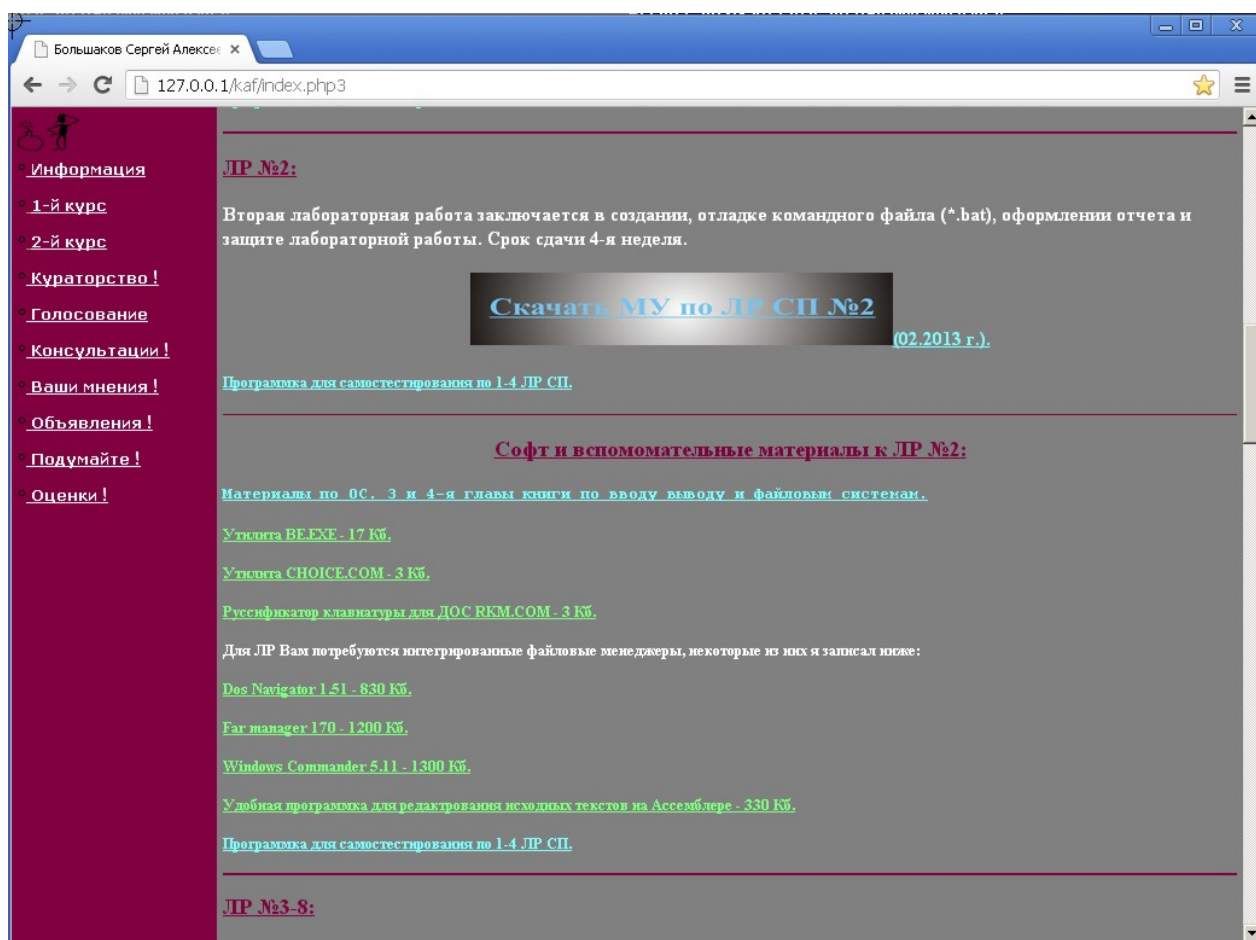 Большаков Сергей Алексее
127.0.0.1/kaf/index.php3
Информация
1-й курс
2-й курс
Кураторство !
Голосование
Консультации !
Ваши мнения !
Объявления !
Подумайте !
Оценки !
ЛР №2:
Вторая лабораторная работа заключается в создании, отладке командного файла (*.bat), оформлении отчета и
защите лабораторной работы. Срок сдачи 4-я неделя.
Скачать МУ по ЛР СП №2
(02.2013 г.).
Программка для самостестирования по 1-4 ЛР СП.
Софт и вспомомательные материалы к ЛР №2:
Материалы по ОС. 3 и 4-я главы книги по вводу выводу и файловым системам.
Утилита BE.EXE - 17 Кб.
Утилита CHOICE.COM - 3 Кб.
Руссификатор клавиатуры для ДОС RKM.COM - 3 Кб.
Для ЛР Вам потребуются интегрированные файловые менеджеры, некоторые из них я записал ниже:
Dos Navigator 1.51 - 830 Кб.
Far manager 170 - 1200 Кб.
Windows Commander 5.11 - 1300 Кб.
Удобная программка для редактрования исходных текстов на Ассемблере - 330 Кб.
Программка для самостестирования по 1-4 ЛР СП.
ЛР №3-8: